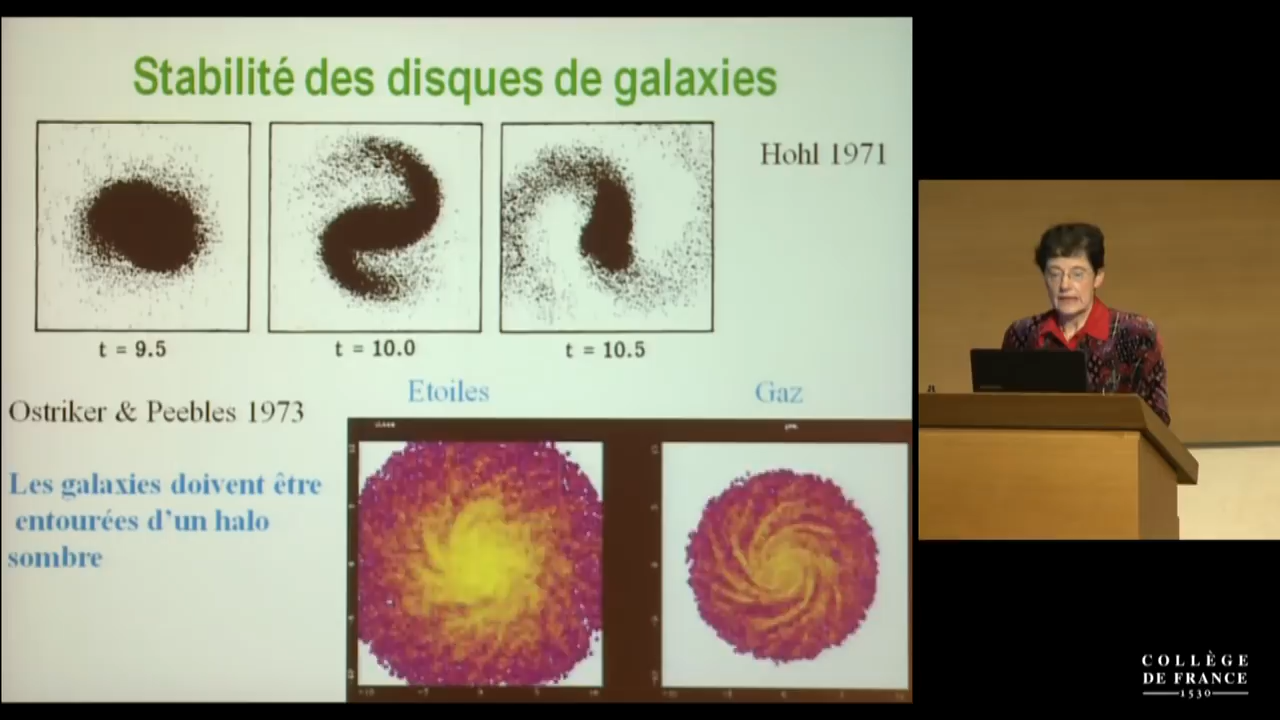 Stabilité des disques de galaxies
Hohl 1971
t = 9.5
t = 10.0
t = 10.5
Etoiles
Gaz
Ostriker & Peebles 1973
Les galaxies doivent être
entourées d’un halo
sombre
COLLÈGE
DE FRANCE
1530